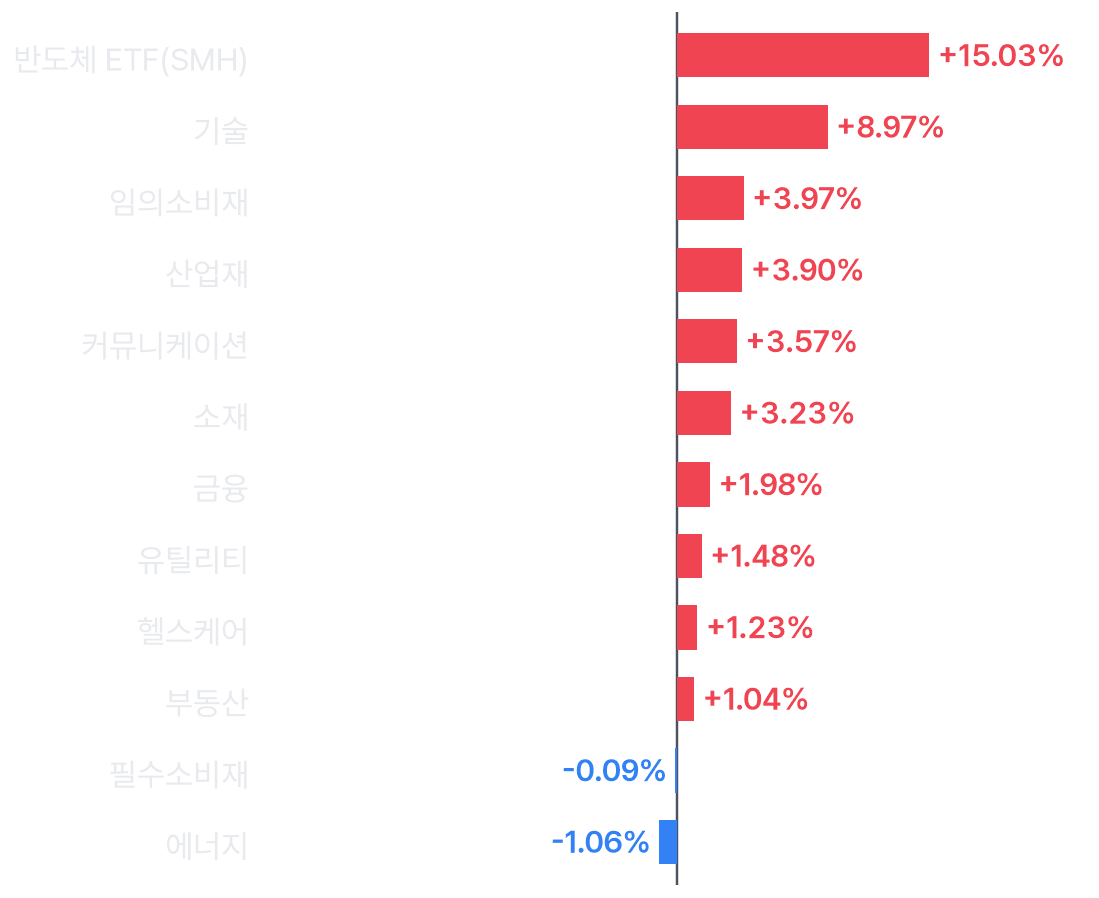 반도체 ETF(SMH) +15.03%
기술 +8.97%
임의소비재 +3.97%
산업재 +3.90%
커뮤니케이션 +3.57%
소재 +3.23%
금융 +1.98%
유틸리티 +1.48%
헬스케어 +1.23%
부동산 +1.04%
필수소비재 -0.09%
에너지 -1.06%